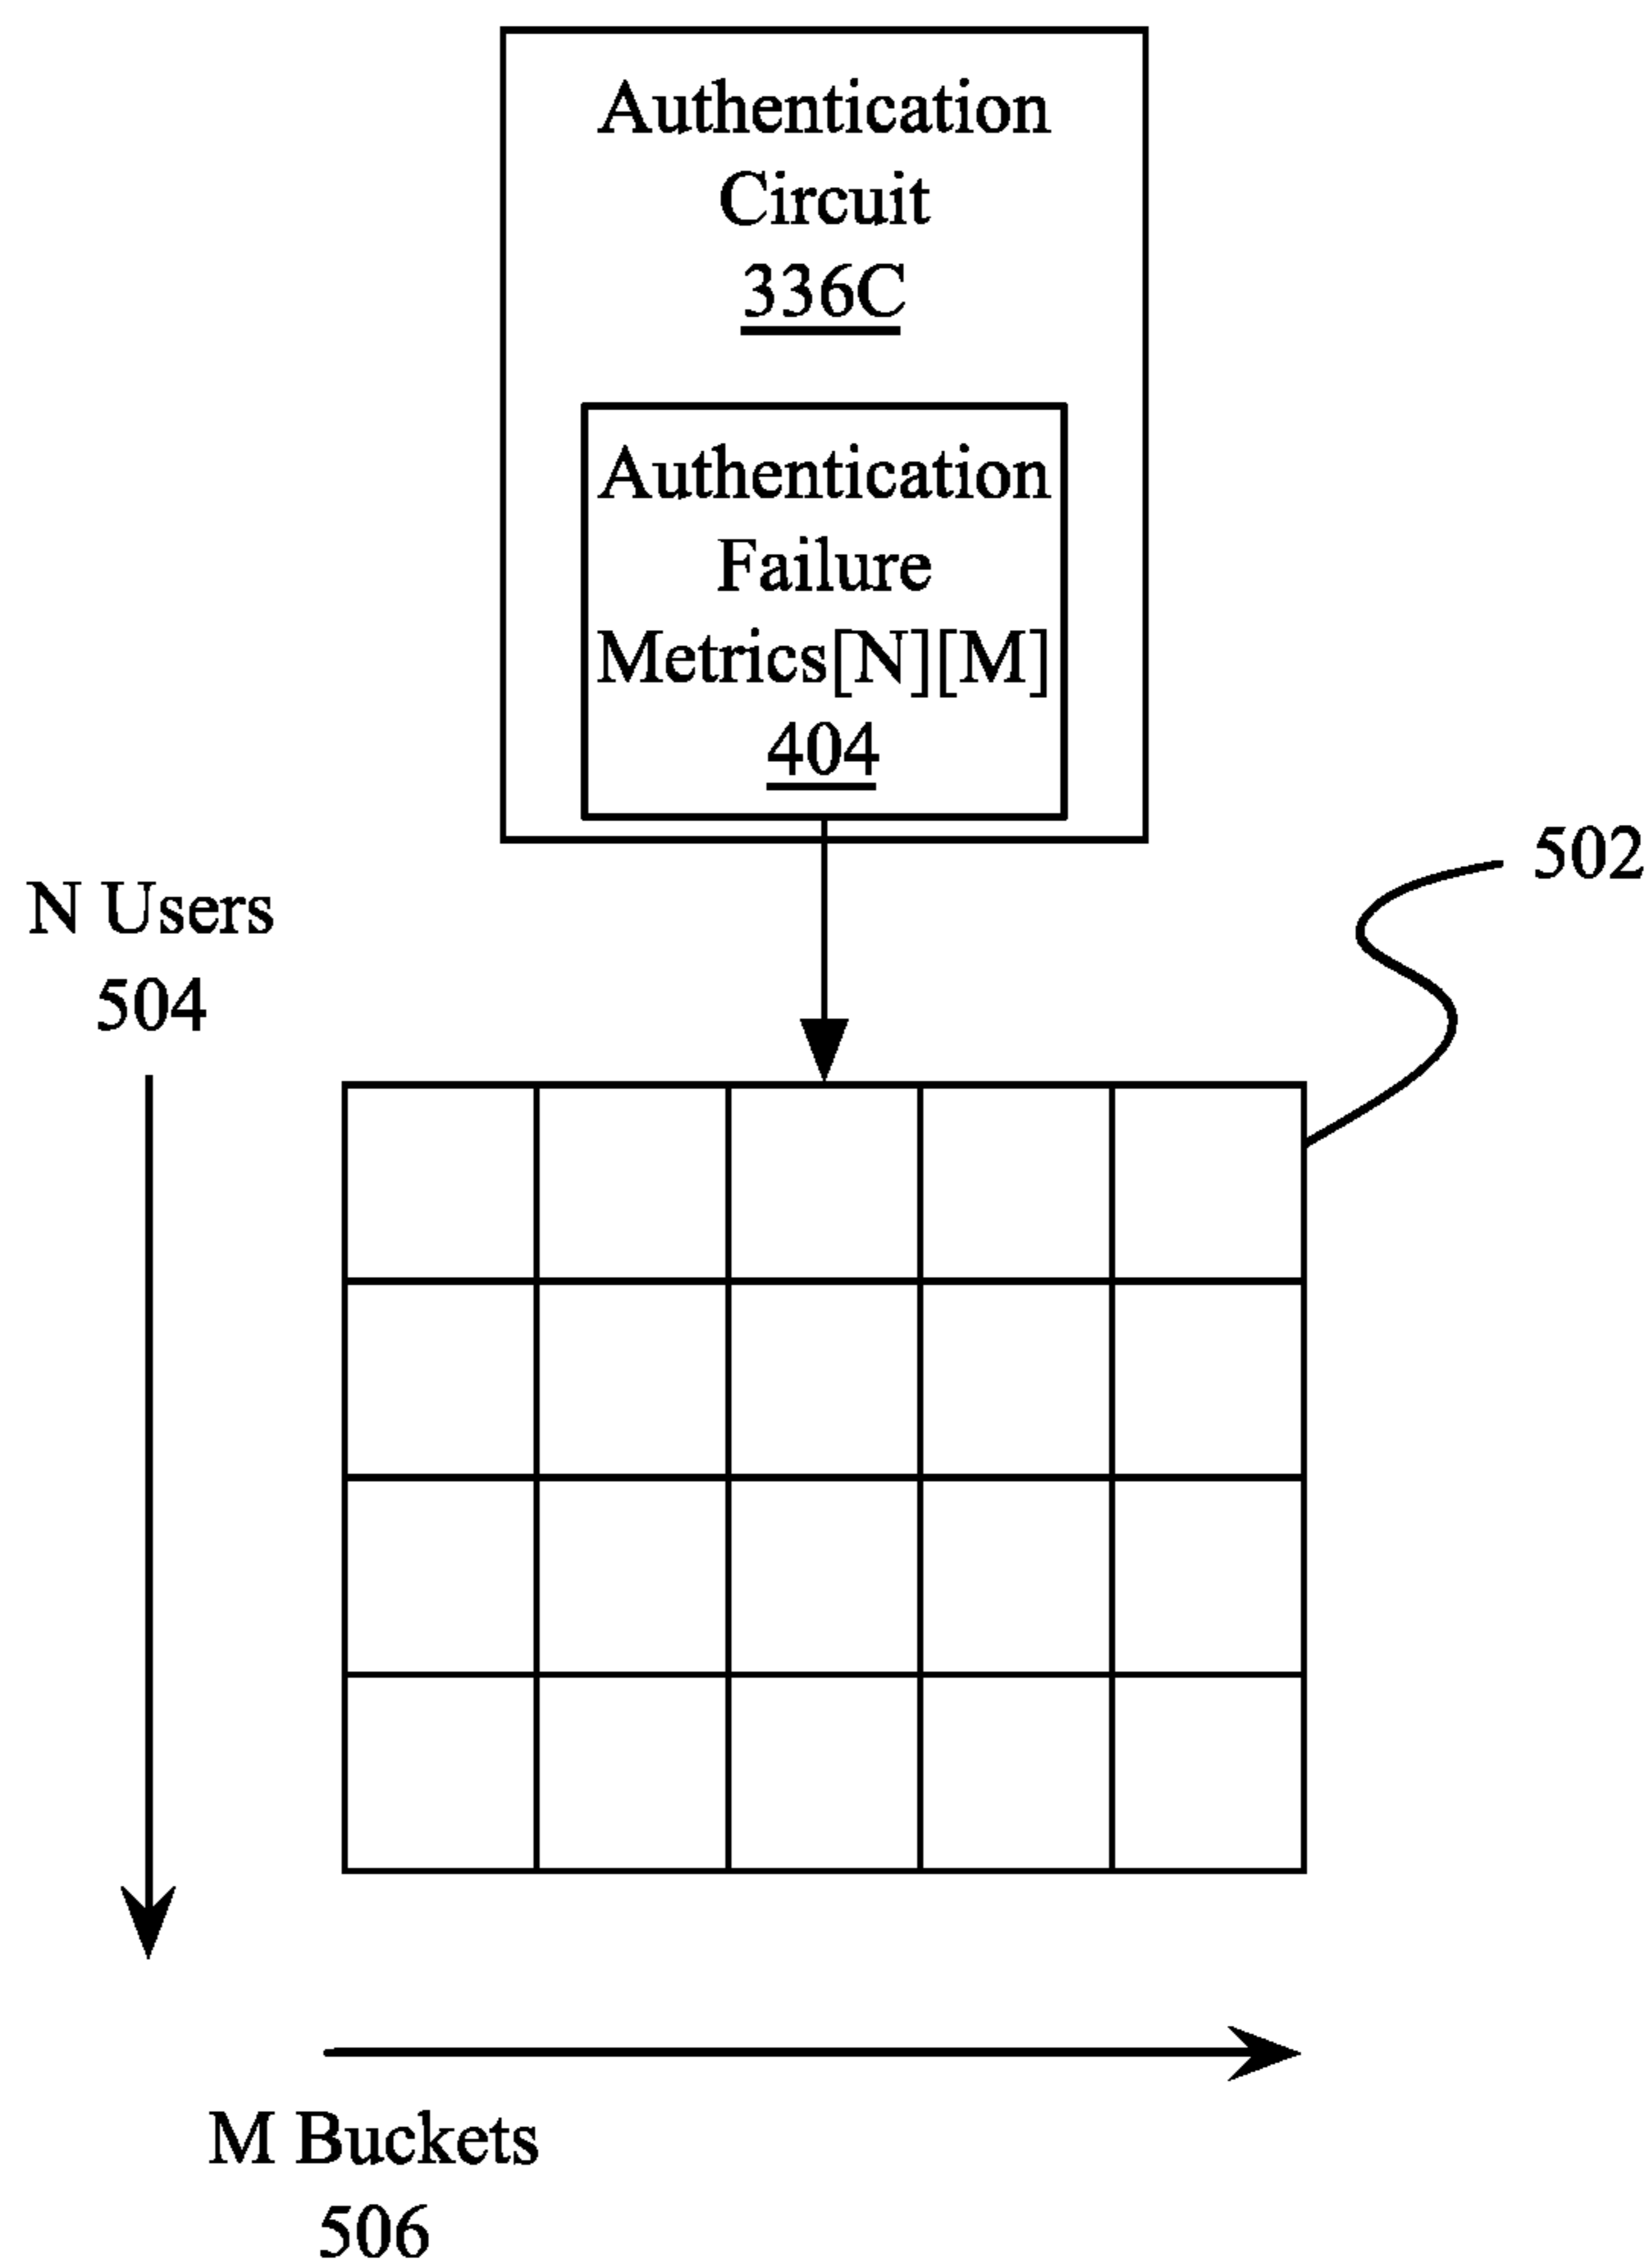 Authentication
Circuit
336C
Authentication
Failure
Metrics[N][M]
404
502
N Users
504
M Buckets
506